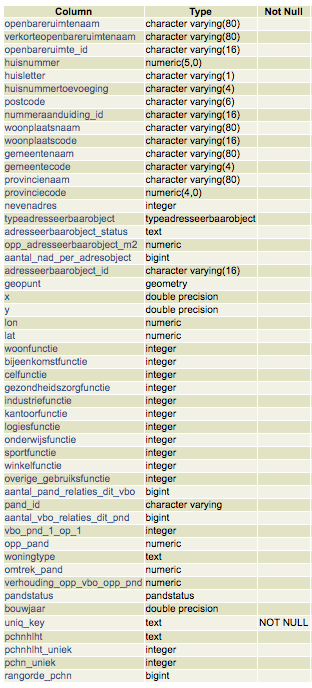 Column Type Not Null
openbareruimtenaam character varying(80)
verkorteopenbareruimtenaam character varying(80)
openbareruimte_id character varying(16)
huisnummer numeric(5,0)
huisletter character varying(1)
huisnummertoevoeging character varying(4)
postcode character varying(6)
nummeraanduiding_id character varying(16)
woonplaatsnaam character varying(80)
woonplaatscode character varying(16)
gemeentenaam character varying(80)
gemeentecode character varying(4)
provincienaam character varying(80)
provinciecode numeric(4,0)
nevenadres integer
typeadresseerbaarobject typeadresseerbaarobject
adresseerbaarobject_status text
opp_adresseerbaarobject_m2 numeric
aantal_nad_per_adresobject bigint
adresseerbaarobject_id character varying(16)
geopunt geometry
x double precision
y double precision
lon numeric
lat numeric
woonfunctie integer
bijeenkomstfunctie integer
celfunctie integer
gezondheidszorgfunctie integer
industriefunctie integer
kantoorfunctie integer
logiesfunctie integer
onderwijsfunctie integer
sportfunctie integer
winkelfunctie integer
overige_gebruiksfunctie integer
aantal_pand_relaties_dit_vbo bigint
pand_id character varying
aantal_vbo_relaties_dit_pnd bigint
vbo_pnd_1_op_1 integer
opp_pand numeric
woningtype text
omtrek_pand numeric
verhouding_opp_vbo_opp_pnd numeric
pandstatus pandstatus
bouwjaar double precision
uniq_key text NOT NULL
pchnhlht text
pchnhlht_uniek integer
pchn_uniek integer
rangorde_pchn bigint